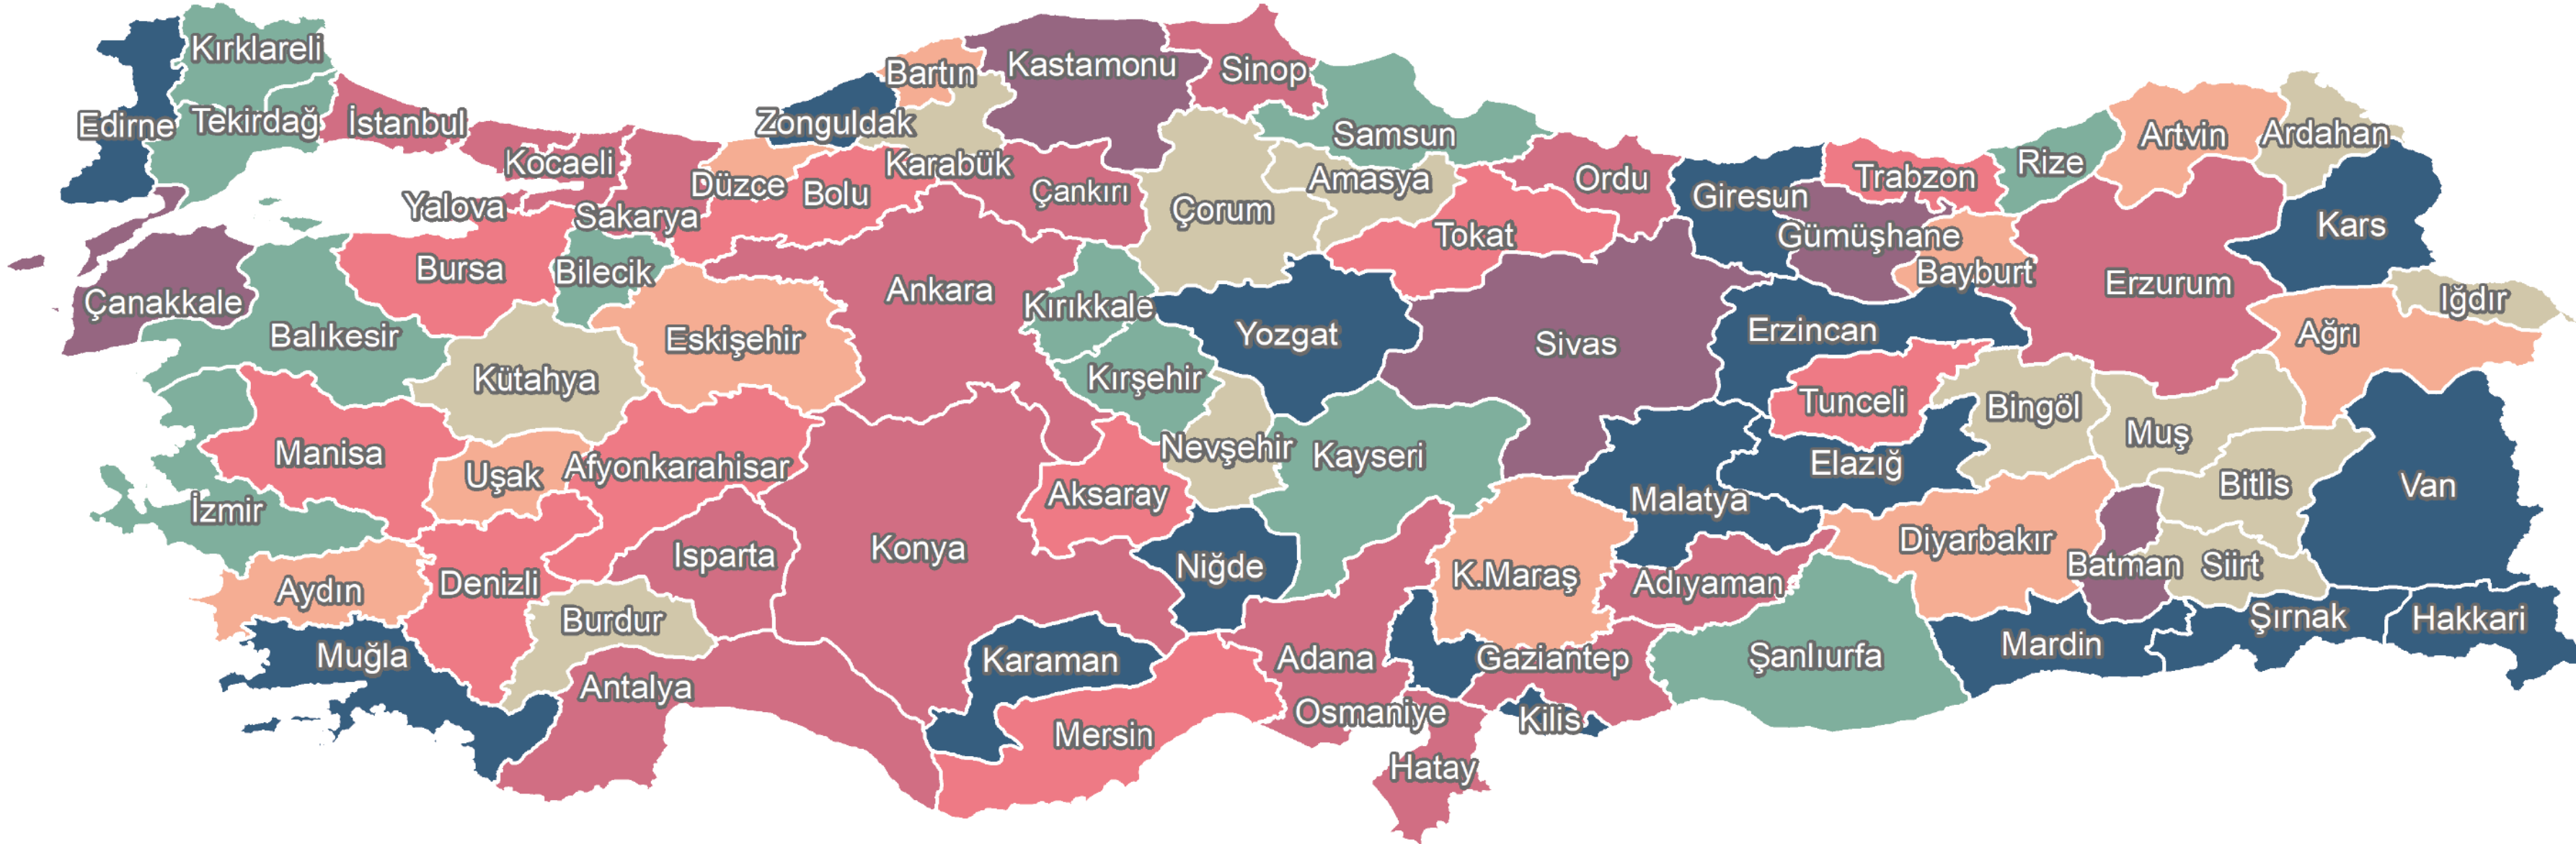 Kırklareli
Edirne
Tekirdağ
İstanbul
Kocaeli
Yalova
Sakarya
Düzce
Bolu
Zonguldak
Bartın
Karabük
Kastamonu
Sinop
Çankırı
Çorum
Samsun
Amasya
Tokat
Ordu
Giresun
Gümüşhane
Trabzon
Bayburt
Rize
Artvin
Ardahan
Kars
Iğdır
Ağrı
Erzurum
Erzincan
Sivas
Yozgat
Kırıkkale
Kırşehir
Ankara
Eskişehir
Bilecik
Bursa
Balıkesir
Çanakkale
Kütahya
Manisa
Uşak
Afyonkarahisar
İzmir
Aydın
Denizli
Muğla
Burdur
Isparta
Antalya
Konya
Aksaray
Nevşehir
Kayseri
Niğde
Karaman
Mersin
Adana
Osmaniye
Hatay
Kilis
Gaziantep
K.Maraş
Adıyaman
Malatya
Elazığ
Tunceli
Bingöl
Muş
Bitlis
Van
Diyarbakır
Batman
Siirt
Şanlıurfa
Mardin
Şırnak
Hakkari